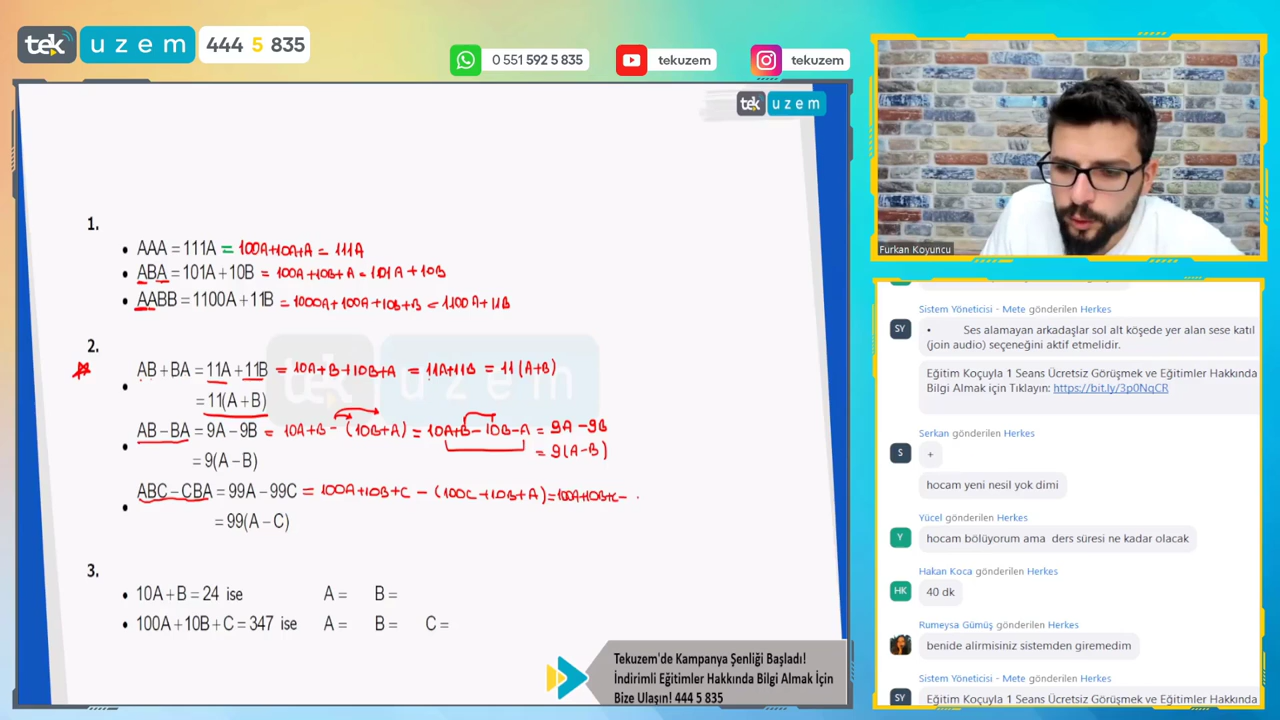 tek uzem 444 5 835
0 551 592 5 835 tekuzem tekuzem
tek uzem
1.
• AAA = 111A = 100A+10A+A = 111A
• ABA = 101A + 10B = 100A+10B+A = 101A + 10B
• AABB = 1100A + 11B = 1000A+100A+10B+B = 1100A+11B
2.
• AB + BA = 11A + 11B = 10A+B+10B+A = 11A+11B = 11(A+B)
= 11(A + B)
• AB – BA = 9A – 9B = 10A+B – (10B+A) = 10A+B–10B–A = 9A–9B
= 9(A – B) = 9(A–B)
• ABC – CBA = 99A – 99C = 100A+10B+C – (100C+10B+A) = 100A+10B+C –
= 99(A – C)
3.
• 10A + B = 24 ise A = B =
• 100A + 10B + C = 347 ise A = B = C =
Tekuzem'de Kampanya Şenliği Başladı!
İndirimli Eğitimler Hakkında Bilgi Almak İçin
Bize Ulaşın! 444 5 835
Furkan Koyuncu
Sistem Yöneticisi - Mete gönderilen Herkes
SY
• Ses alamayan arkadaşlar sol alt köşede yer alan sese katıl
(join audio) seçeneğini aktif etmelidir.
Eğitim Koçuyla 1 Seans Ücretsiz Görüşmek ve Eğitimler Hakkında
Bilgi Almak için Tıklayın: https://bit.ly/3p0NqCR
Serkan gönderilen Herkes
S +
hocam yeni nesil yok dimi
Yücel gönderilen Herkes
Y hocam bölüyorum ama ders süresi ne kadar olacak
Hakan Koca gönderilen Herkes
HK 40 dk
Rumeysa Gümüş gönderilen Herkes
benide alirmisiniz sistemden giremedim
Sistem Yöneticisi - Mete gönderilen Herkes
SY Eğitim Koçuyla 1 Seans Ücretsiz Görüşmek ve Eğitimler Hakkında